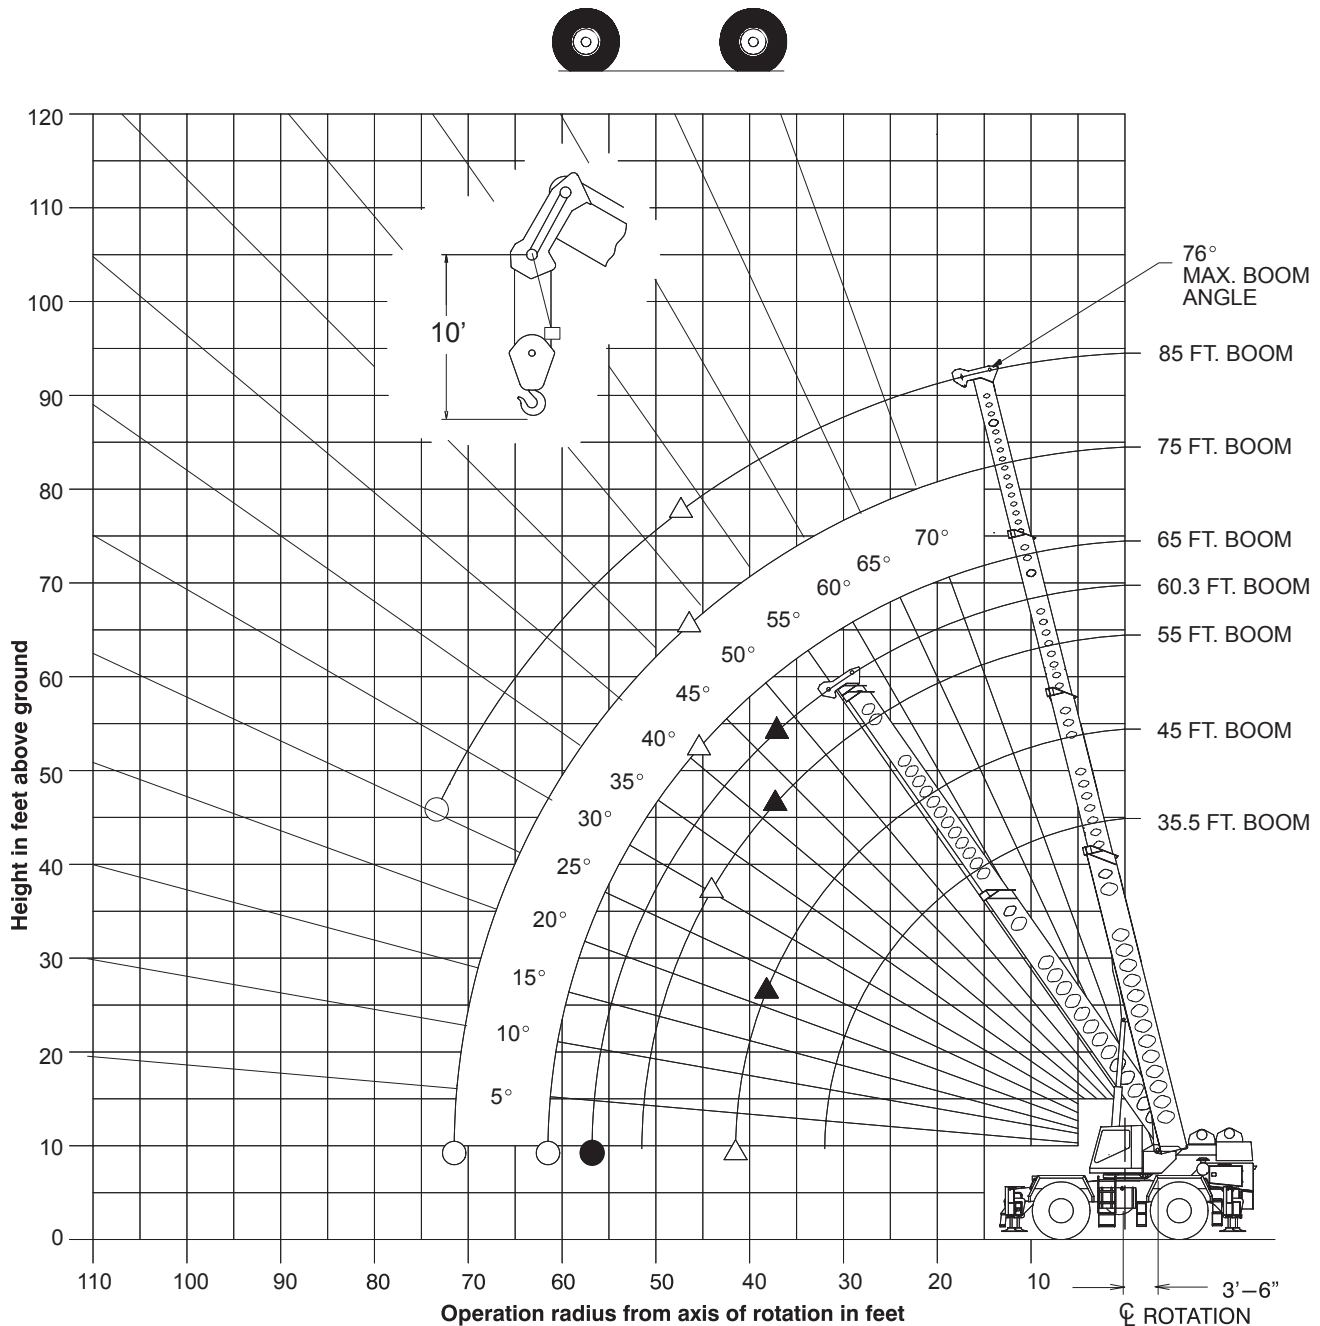 120
110
100
90
80
70
60
50
40
30
20
10
0
Height in feet above ground
10’
76°
MAX. BOOM
ANGLE
85 FT. BOOM
75 FT. BOOM
65 FT. BOOM
60.3 FT. BOOM
55 FT. BOOM
45 FT. BOOM
35.5 FT. BOOM
70°
65°
60°
55°
50°
45°
40°
35°
30°
25°
20°
15°
10°
5°
110 100 90 80 70 60 50 40 30 20 10
3’–6”
℄ ROTATION
Operation radius from axis of rotation in feet